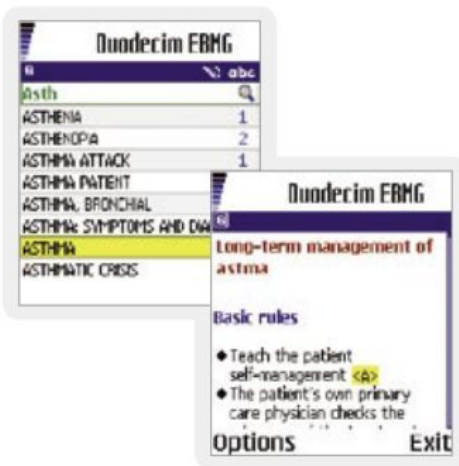 Duodecim EBMG
abc
Asth
ASTHENIA 1
ASTHENOPIA 2
ASTHMA ATTACK 1
ASTHMA PATIENT
ASTHMA, BRONCHIAL
ASTHMA: SYMPTOMS AND DIA
ASTHMA
ASTHMATIC CRISIS
Duodecim EBMG
Long-term management of
astma
Basic rules
◆ Teach the patient
self-management <A>
◆ The patient's own primary
care physician checks the
Options Exit